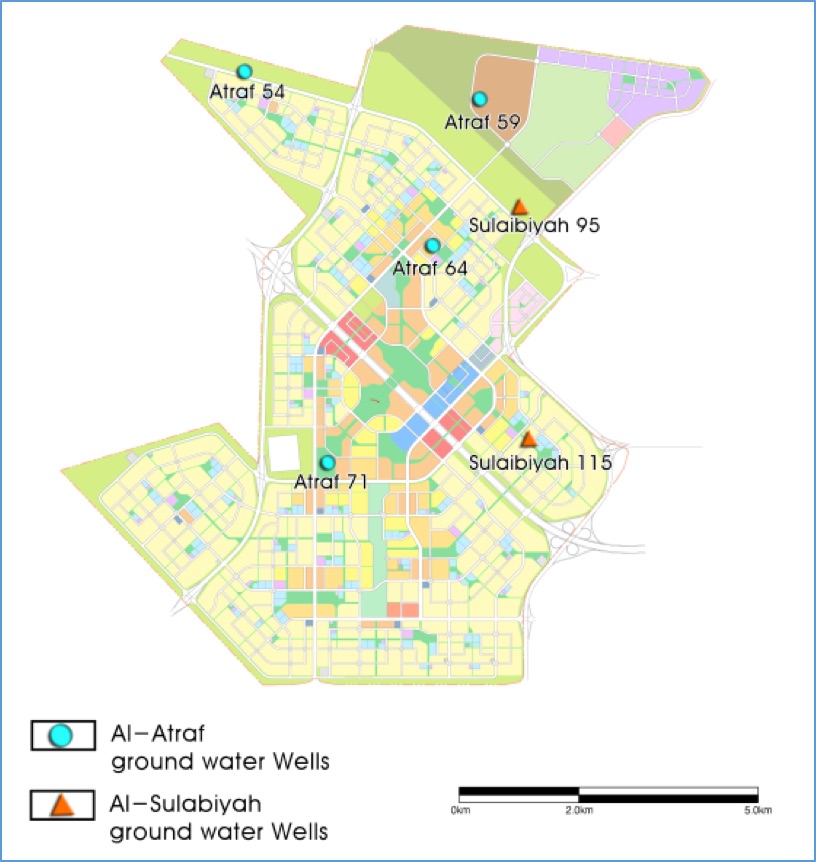 Atraf 54
Atraf 59
Sulaibiyah 95
Atraf 64
Sulaibiyah 115
Atraf 71
Al-Atraf
ground water Wells
Al-Sulabiyah
ground water Wells
0km 2.0km 5.0km